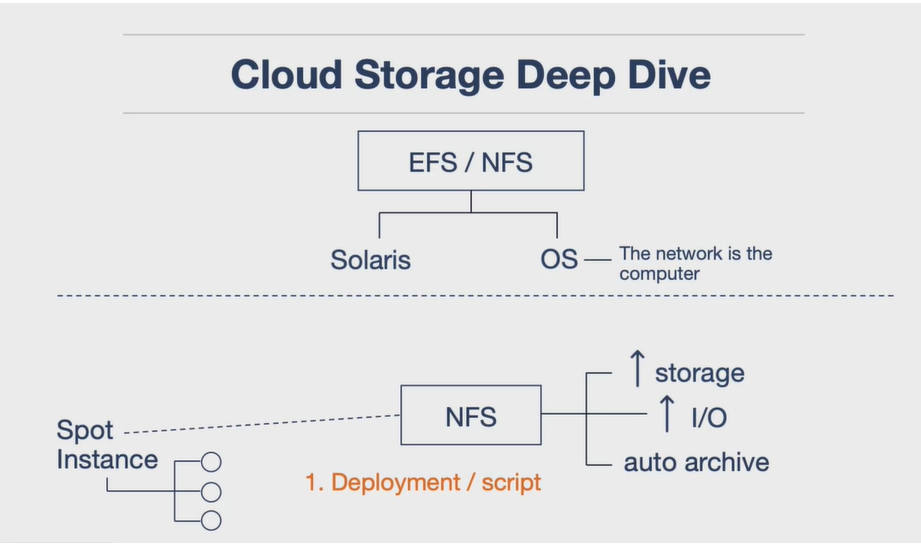 Cloud Storage Deep Dive
EFS / NFS
Solaris
OS
The network is the
computer
↑ storage
NFS
↑ I/O
Spot
Instance
auto archive
1. Deployment / script